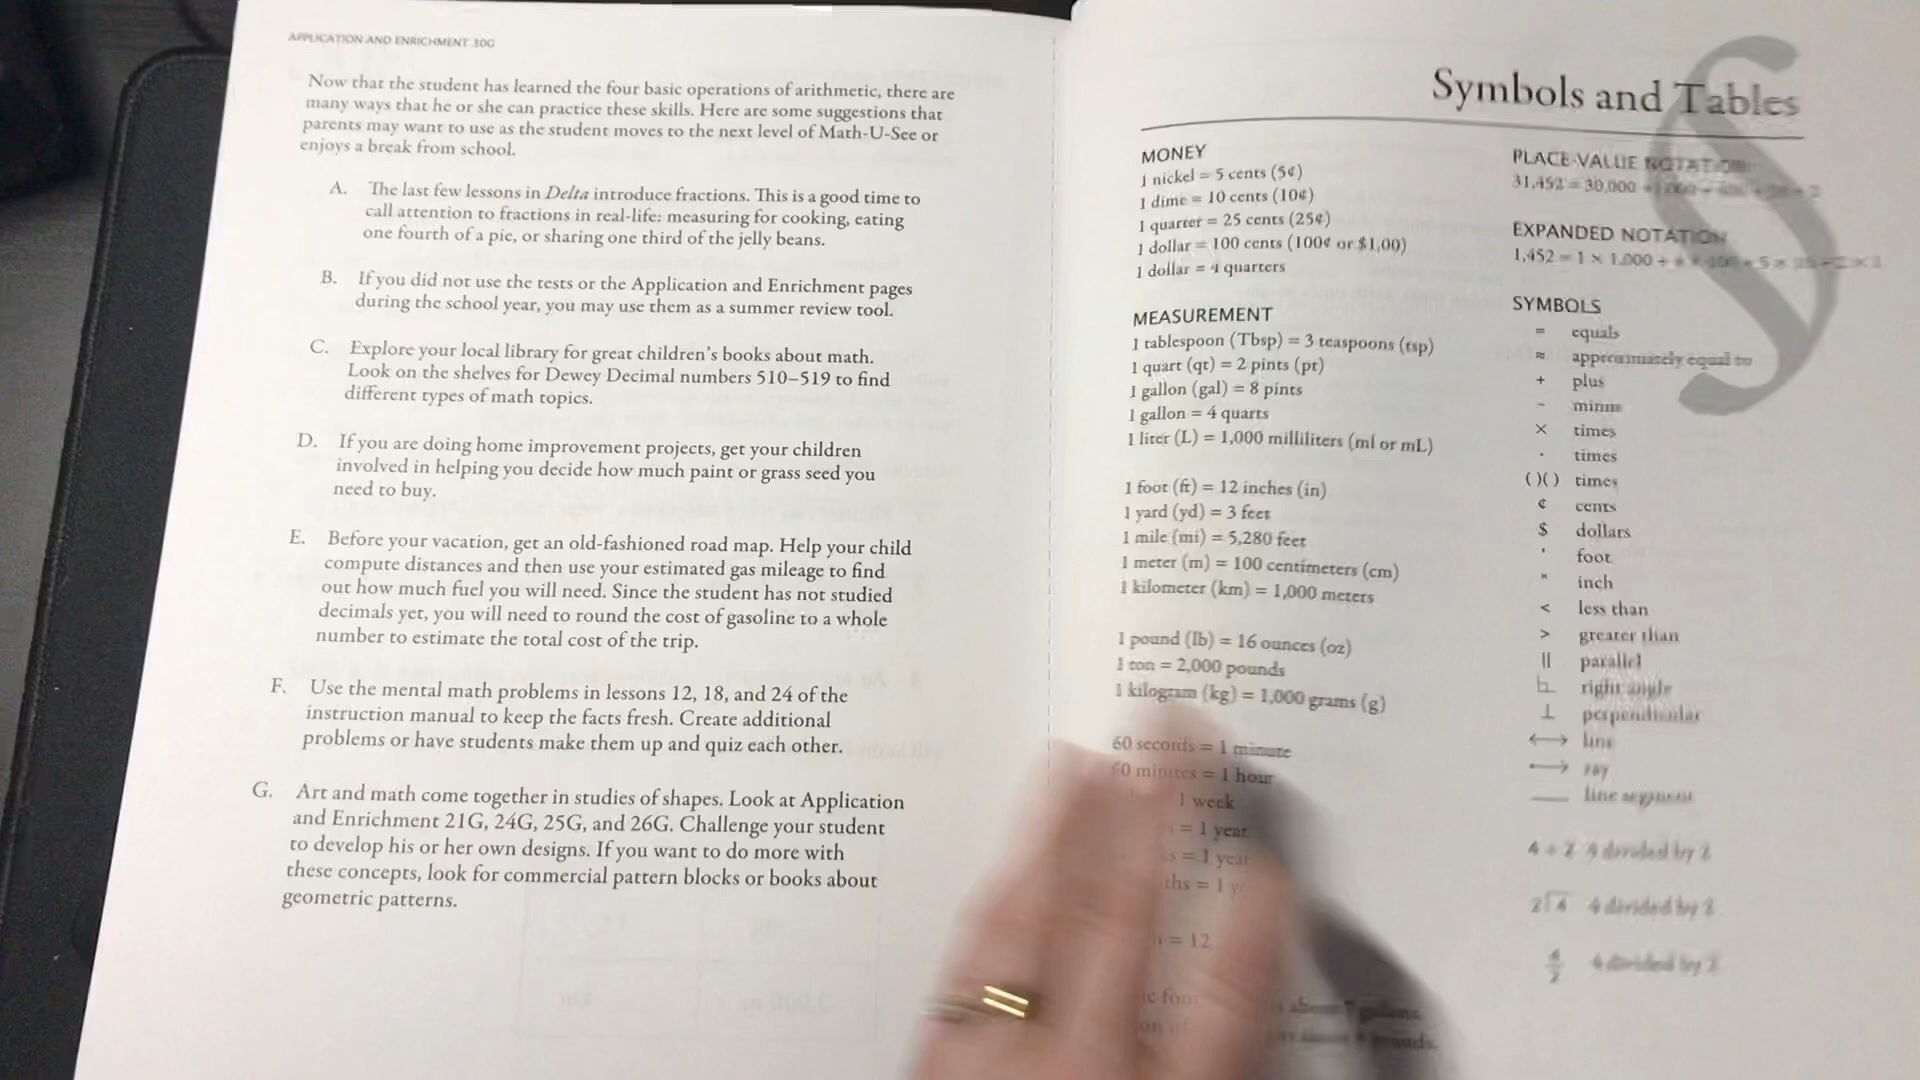 APPLICATION AND ENRICHMENT 30G
Now that the student has learned the four basic operations of arithmetic, there are
many ways that he or she can practice these skills. Here are some suggestions that
parents may want to use as the student moves to the next level of Math-U-See or
enjoys a break from school.
A. The last few lessons in Delta introduce fractions. This is a good time to
call attention to fractions in real-life: measuring for cooking, eating
one fourth of a pie, or sharing one third of the jelly beans.
B. If you did not use the tests or the Application and Enrichment pages
during the school year, you may use them as a summer review tool.
C. Explore your local library for great children's books about math.
Look on the shelves for Dewey Decimal numbers 510–519 to find
different types of math topics.
D. If you are doing home improvement projects, get your children
involved in helping you decide how much paint or grass seed you
need to buy.
E. Before your vacation, get an old-fashioned road map. Help your child
compute distances and then use your estimated gas mileage to find
out how much fuel you will need. Since the student has not studied
decimals yet, you will need to round the cost of gasoline to a whole
number to estimate the total cost of the trip.
F. Use the mental math problems in lessons 12, 18, and 24 of the
instruction manual to keep the facts fresh. Create additional
problems or have students make them up and quiz each other.
G. Art and math come together in studies of shapes. Look at Application
and Enrichment 21G, 24G, 25G, and 26G. Challenge your student
to develop his or her own designs. If you want to do more with
these concepts, look for commercial pattern blocks or books about
geometric patterns.
Symbols and Tables
MONEY
1 nickel = 5 cents (5¢)
1 dime = 10 cents (10¢)
1 quarter = 25 cents (25¢)
1 dollar = 100 cents (100¢ or $1.00)
1 dollar = 4 quarters
MEASUREMENT
1 tablespoon (Tbsp) = 3 teaspoons (tsp)
1 quart (qt) = 2 pints (pt)
1 gallon (gal) = 8 pints
1 gallon = 4 quarts
1 liter (L) = 1,000 milliliters (ml or mL)
1 foot (ft) = 12 inches (in)
1 yard (yd) = 3 feet
1 mile (mi) = 5,280 feet
1 meter (m) = 100 centimeters (cm)
1 kilometer (km) = 1,000 meters
1 pound (lb) = 16 ounces (oz)
1 ton = 2,000 pounds
1 kilogram (kg) = 1,000 grams (g)
60 seconds = 1 minute
60 minutes = 1 hour
1 week
= 1 year
= 1 year
= 1
= 12
about 7 gallons.
PLACE-VALUE NOTATION
31,452 = 30,000 +
EXPANDED NOTATION
1,452 = 1 × 1,000 + 4 × 100 + 5 × 10 + 2 × 1
SYMBOLS
= equals
≈ approximately equal to
+ plus
− minus
× times
· times
( )( ) times
¢ cents
$ dollars
' foot
" inch
< less than
> greater than
|| parallel
right angle
⊥ perpendicular
↔ line
→ ray
— line segment
4 ÷ 2 4 divided by 2
2⟌4 4 divided by 2
4/2 4 divided by 2